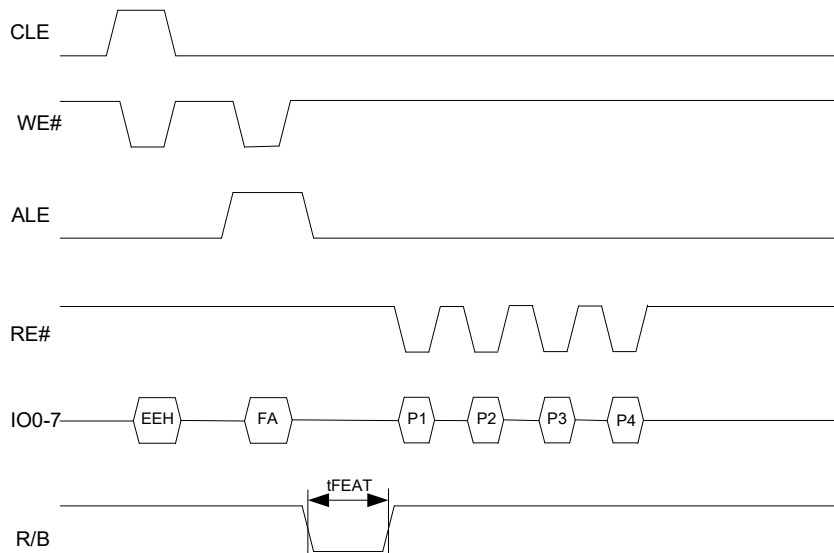 CLE
WE#
ALE
RE#
IO0-7 EEH FA P1 P2 P3 P4
tFEAT
R/B